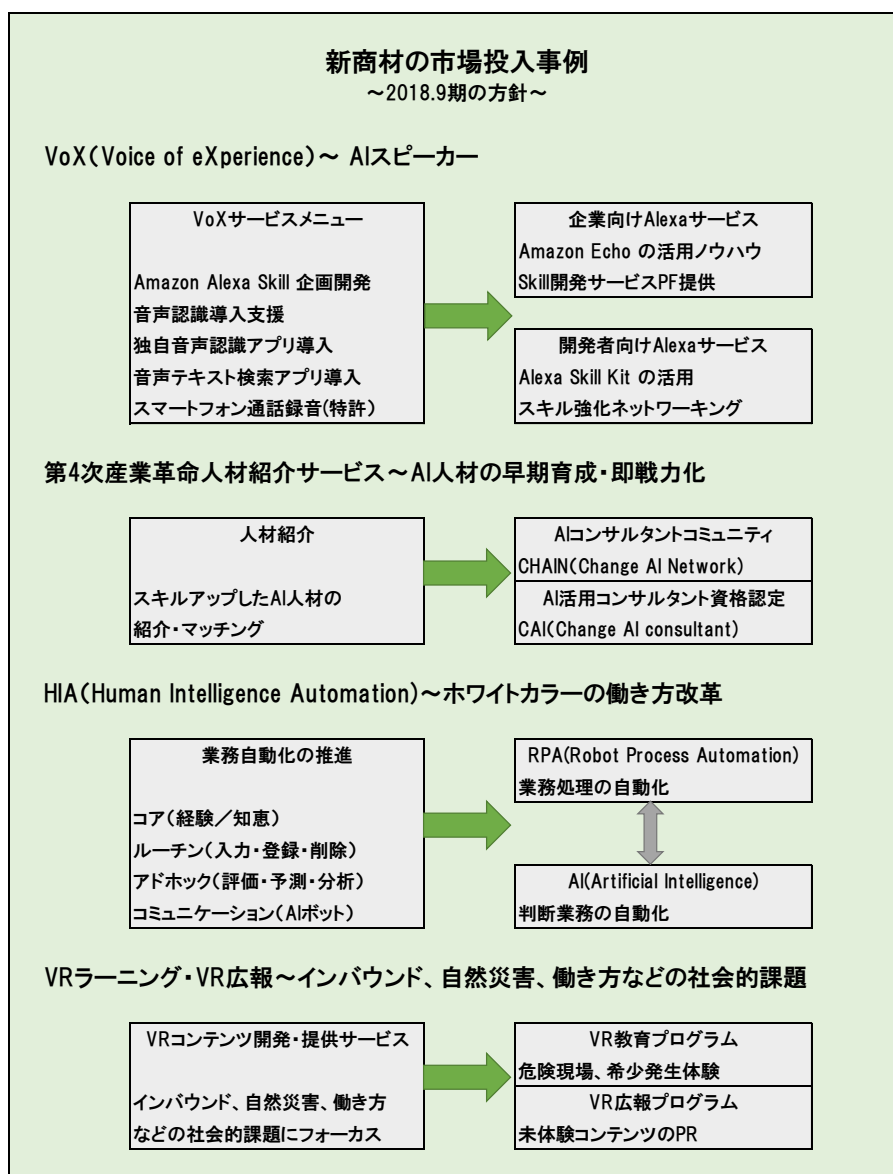 新商材の市場投入事例
～2018.9期の方針～
VoX(Voice of eXperience)～ AIスピーカー
VoXサービスメニュー
Amazon Alexa Skill 企画開発
音声認識導入支援
独自音声認識アプリ導入
音声テキスト検索アプリ導入
スマートフォン通話録音(特許)
企業向けAlexaサービス
Amazon Echo の活用ノウハウ
Skill開発サービスPF提供
開発者向けAlexaサービス
Alexa Skill Kit の活用
スキル強化ネットワーキング
第4次産業革命人材紹介サービス～AI人材の早期育成・即戦力化
人材紹介
スキルアップしたAI人材の
紹介・マッチング
AIコンサルタントコミュニティ
CHAIN(Change AI Network)
AI活用コンサルタント資格認定
CAI(Change AI consultant)
HIA(Human Intelligence Automation)～ホワイトカラーの働き方改革
業務自動化の推進
コア(経験／知恵)
ルーチン(入力・登録・削除)
アドホック(評価・予測・分析)
コミュニケーション(AIボット)
RPA(Robot Process Automation)
業務処理の自動化
AI(Artificial Intelligence)
判断業務の自動化
VRラーニング・VR広報～インバウンド、自然災害、働き方などの社会的課題
VRコンテンツ開発・提供サービス
インバウンド、自然災害、働き方
などの社会的課題にフォーカス
VR教育プログラム
危険現場、希少発生体験
VR広報プログラム
未体験コンテンツのPR